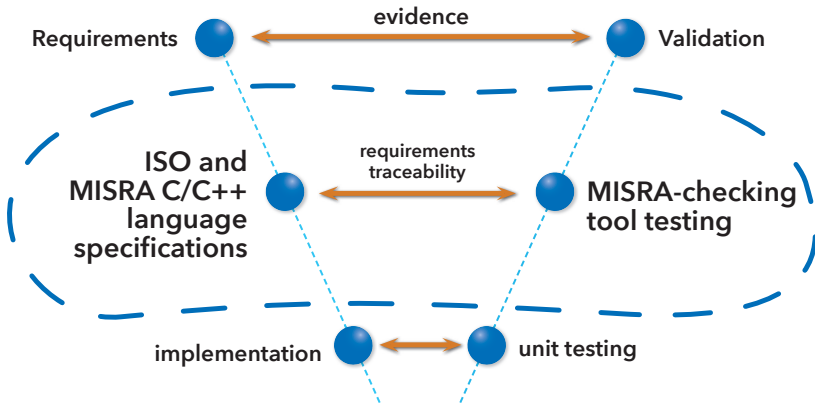 evidence
Requirements
Validation
ISO and
MISRA C/C++
language
specifications
requirements
traceability
MISRA-checking
tool testing
implementation
unit testing